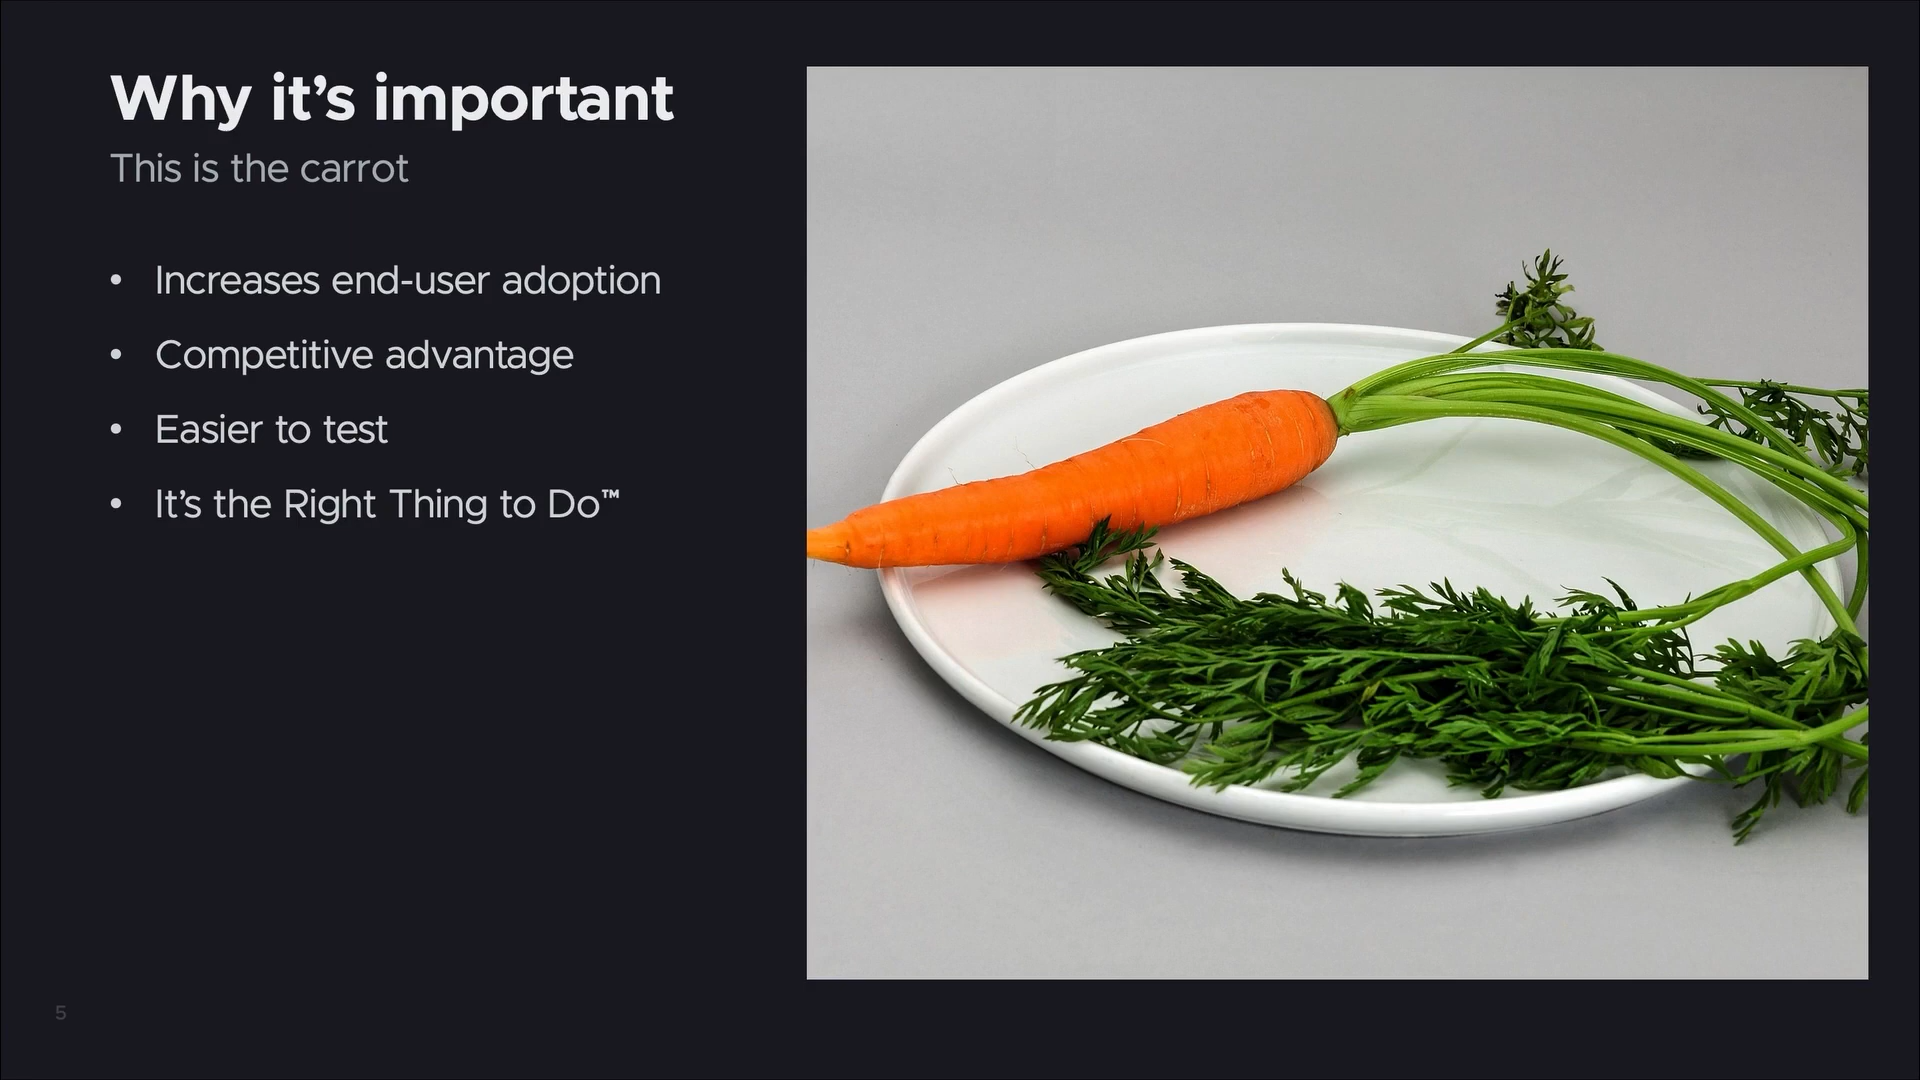 Why it’s important
This is the carrot
• Increases end-user adoption
• Competitive advantage
• Easier to test
• It’s the Right Thing to Do™
5